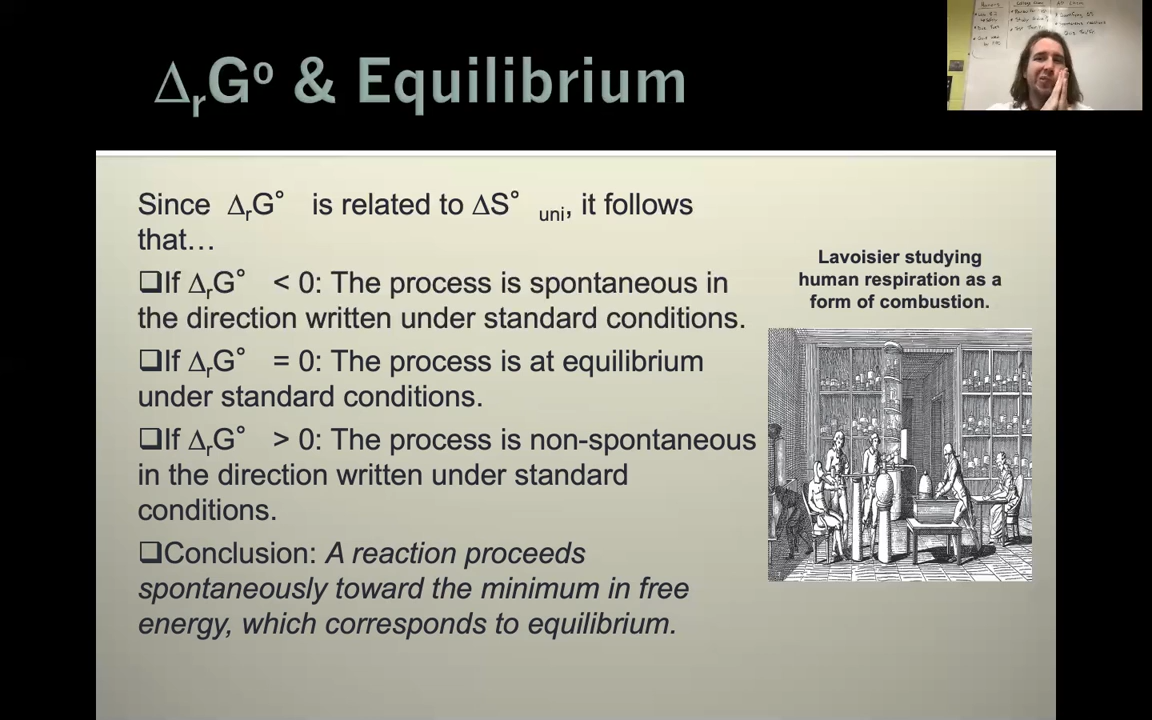 ΔrG° & Equilibrium
Since ΔrG° is related to ΔS° uni, it follows
that…
❑If ΔrG° < 0: The process is spontaneous in
the direction written under standard conditions.
❑If ΔrG° = 0: The process is at equilibrium
under standard conditions.
❑If ΔrG° > 0: The process is non-spontaneous
in the direction written under standard
conditions.
❑Conclusion: A reaction proceeds
spontaneously toward the minimum in free
energy, which corresponds to equilibrium.
Lavoisier studying
human respiration as a
form of combustion.